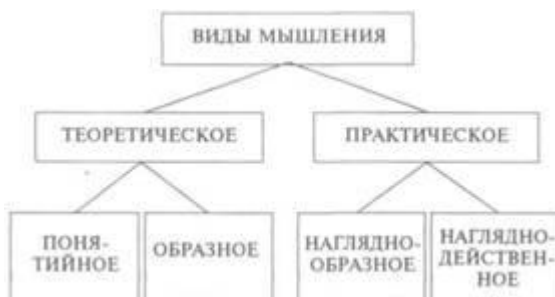 ВИДЫ МЫШЛЕНИЯ
ТЕОРЕТИЧЕСКОЕ
ПРАКТИЧЕСКОЕ
ПОНЯ-
ТИЙНОЕ
ОБРАЗНОЕ
НАГЛЯДНО-
ОБРАЗНОЕ
НАГЛЯДНО-
ДЕЙСТВЕН-
НОЕ